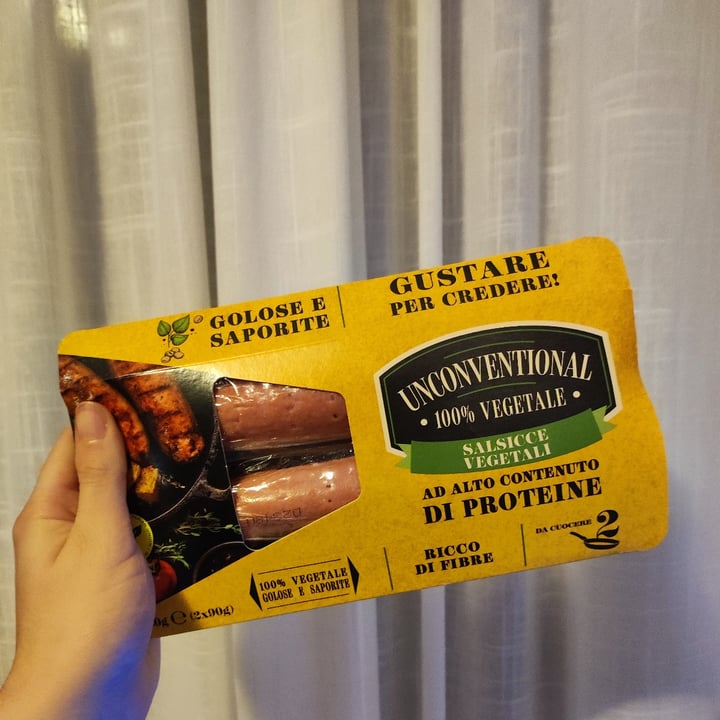 GOLOSE E
SAPORITE
GUSTARE
PER CREDERE!
UNCONVENTIONAL
• 100% VEGETALE •
SALSICCE
VEGETALI
AD ALTO CONTENUTO
DI PROTEINE
100% VEGETALE
GOLOSE E SAPORITE
RICCO
DI FIBRE
DA CUOCERE
2
0g e (2x90g)